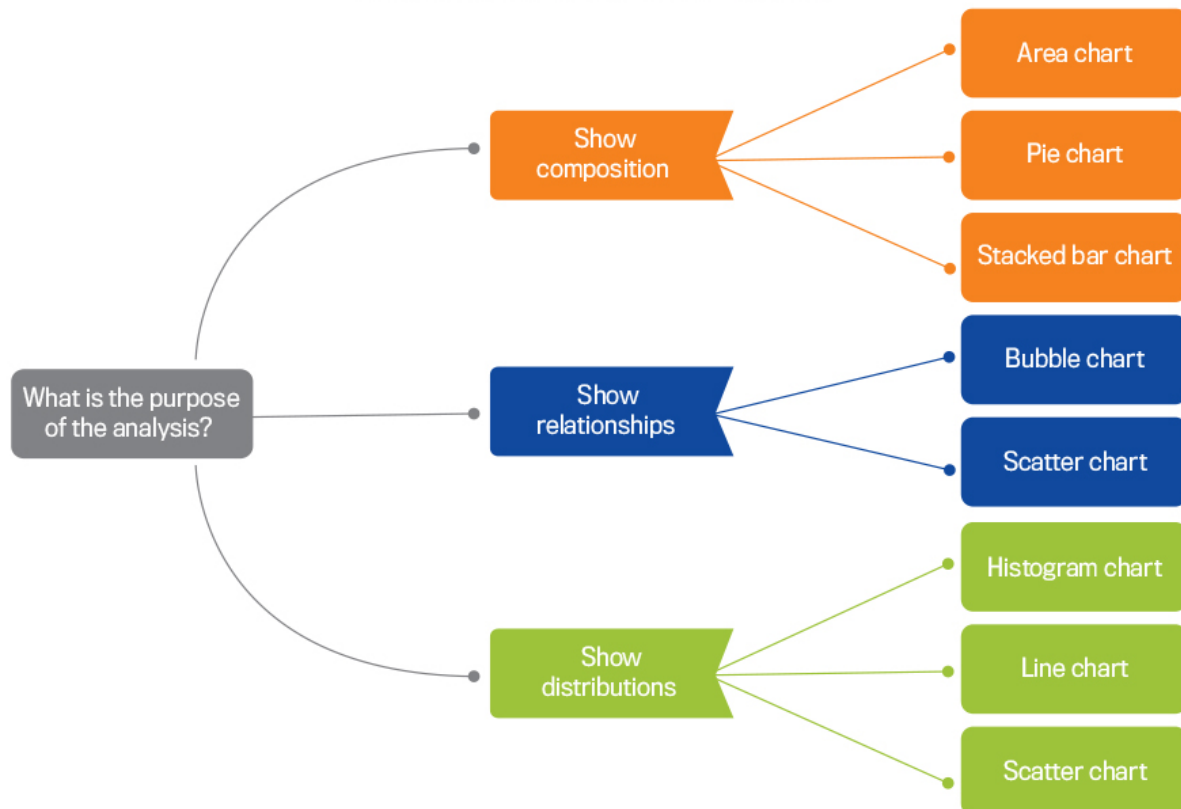 What is the purpose
of the analysis?
Show
composition
Area chart
Pie chart
Stacked bar chart
Show
relationships
Bubble chart
Scatter chart
Show
distributions
Histogram chart
Line chart
Scatter chart